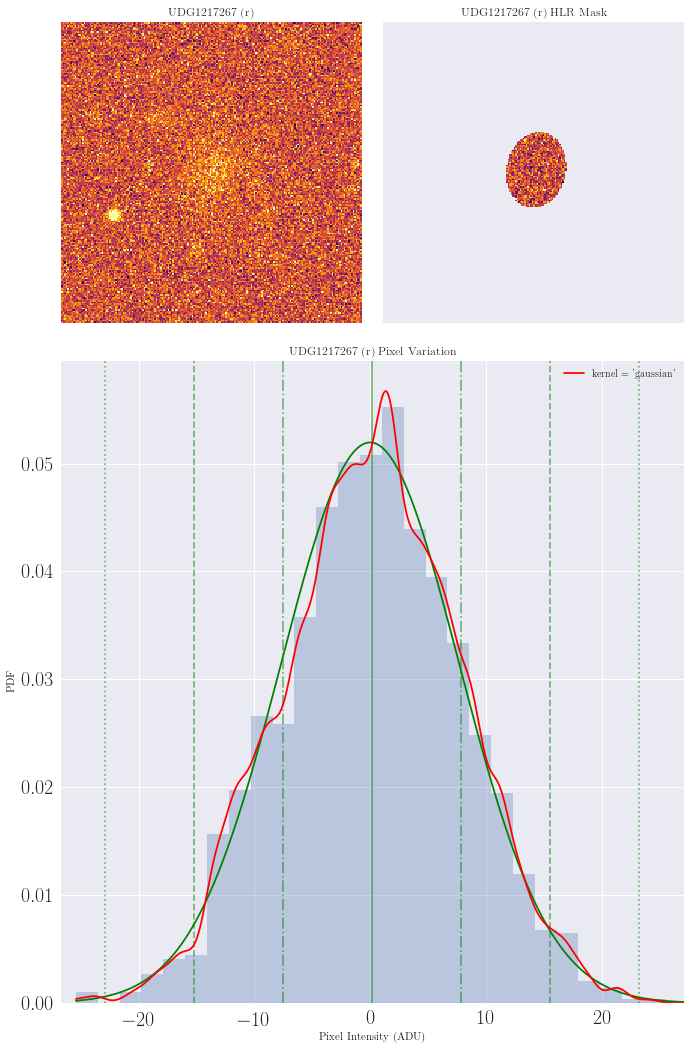 UDG1217267 (r)
UDG1217267 (r) HLR Mask
UDG1217267 (r) Pixel Variation
kernel = 'gaussian'
0.05
0.04
0.03
0.02
0.01
0.00
PDF
−20 −10 0 10 20
Pixel Intensity (ADU)